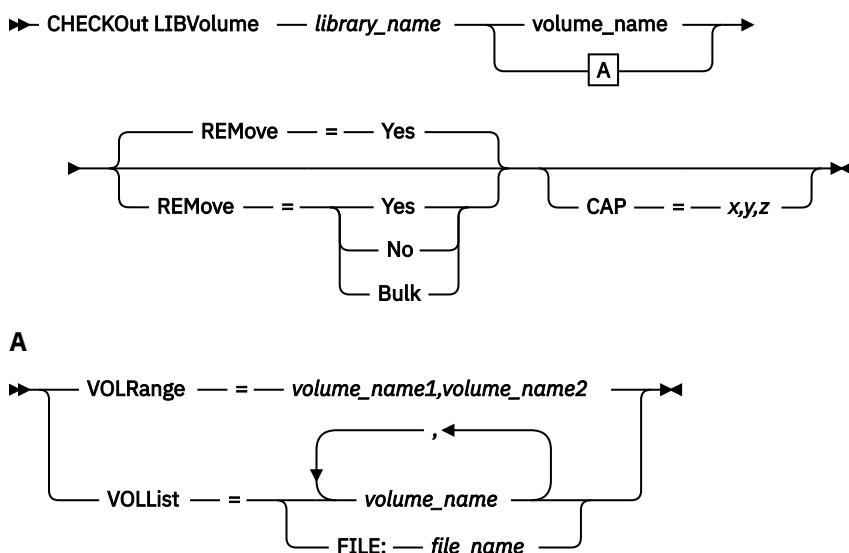 CHECKOut LIBVolume library_name volume_name
A
REMove = Yes
REMove = Yes
No
Bulk
CAP = x,y,z
A
VOLRange = volume_name1,volume_name2
,
VOLList = volume_name
FILE: file_name